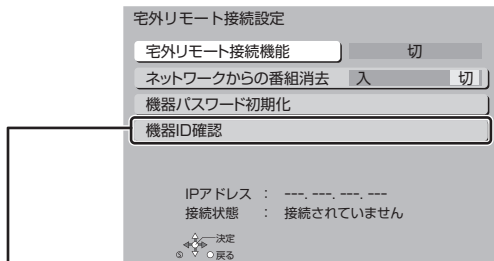 宅外リモート接続設定
宅外リモート接続機能 切
ネットワークからの番組消去 入 切
機器パスワード初期化
機器ID確認
IPアドレス : ---. ---. ---. ---
接続状態 : 接続されていません
決定
戻る